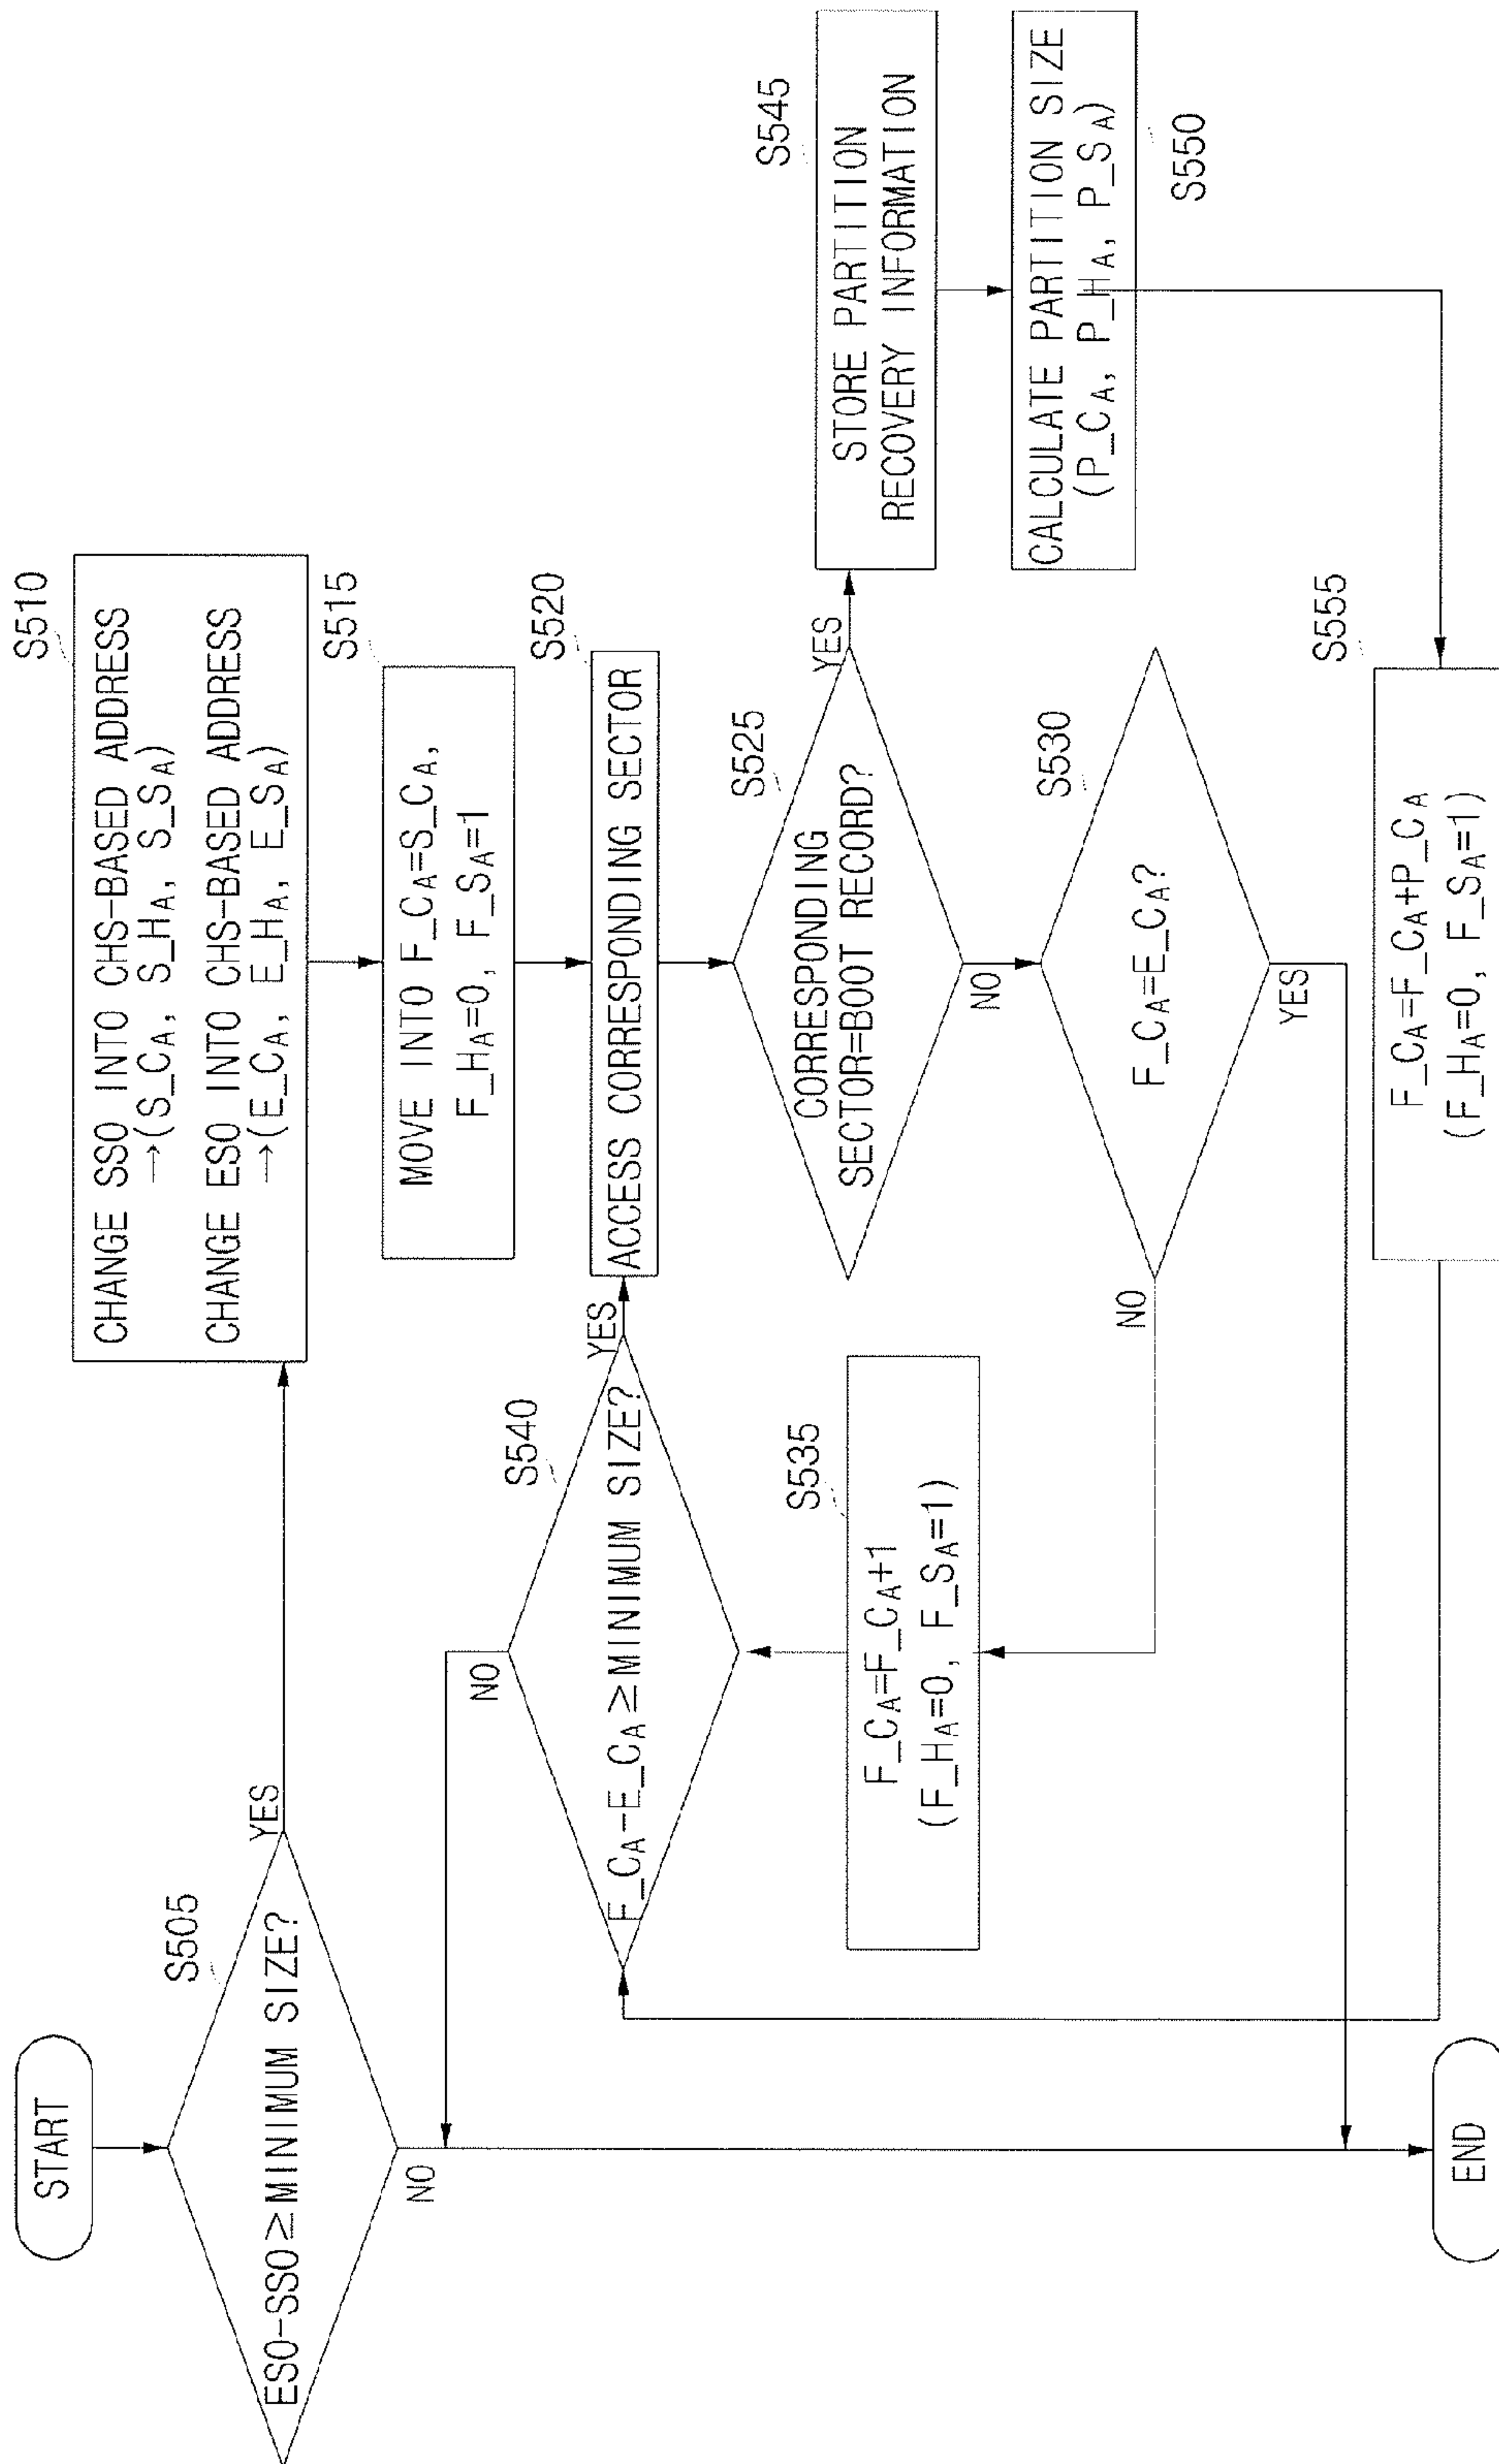 START
S505
ESO-SSO≥MINIMUM SIZE?
YES
NO
S510
CHANGE SSO INTO CHS-BASED ADDRESS
→(S_CA, S_HA, S_SA)
CHANGE ESO INTO CHS-BASED ADDRESS
→(E_CA, E_HA, E_SA)
S515
MOVE INTO F_CA=S_CA,
F_HA=0, F_SA=1
S520
ACCESS CORRESPONDING SECTOR
S540
F_CA-E_CA≥MINIMUM SIZE?
YES
NO
S525
CORRESPONDING
SECTOR=BOOT RECORD?
YES
NO
S545
STORE PARTITION
RECOVERY INFORMATION
S535
F_CA=F_CA+1
(F_HA=0, F_SA=1)
S530
F_CA=E_CA?
NO
YES
CALCULATE PARTITION SIZE
(P_CA, P_HA, P_SA)
S550
S555
F_CA=F_CA+P_CA
(F_HA=0, F_SA=1)
END